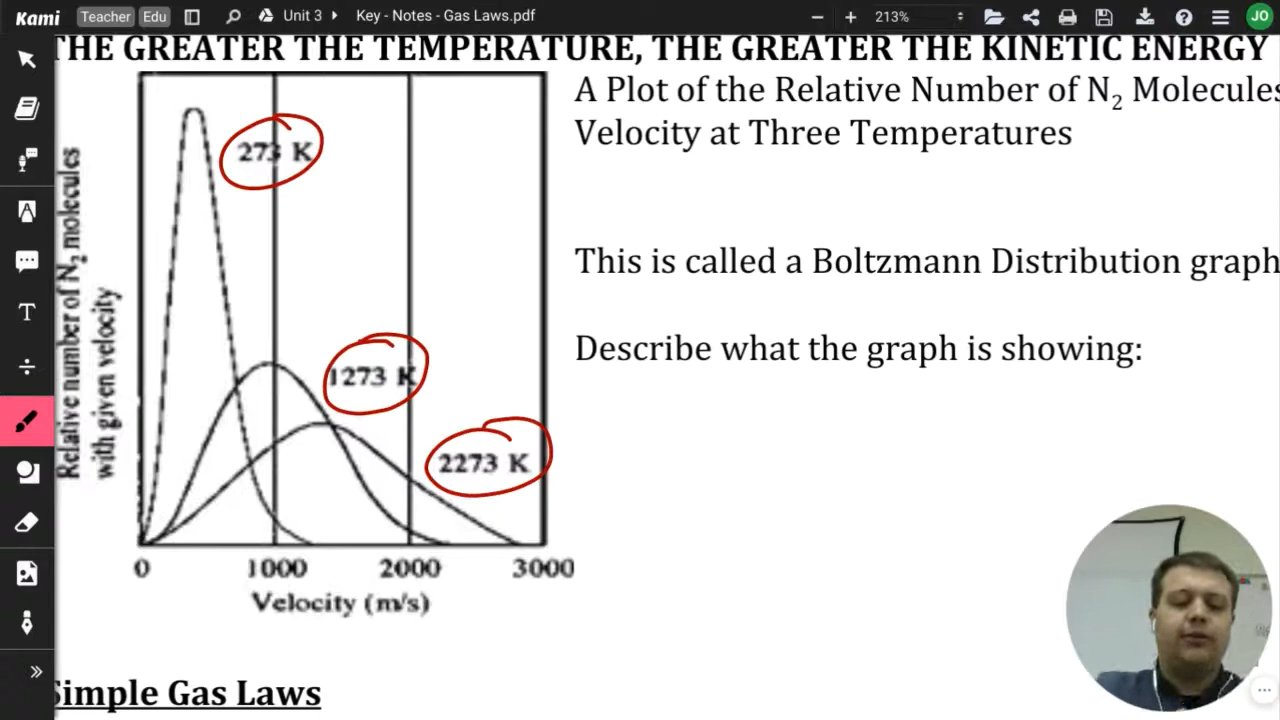 Kami Teacher Edu Unit 3 Key - Notes - Gas Laws.pdf 213% JO
THE GREATER THE TEMPERATURE, THE GREATER THE KINETIC ENERGY
A Plot of the Relative Number of N₂ Molecules
Velocity at Three Temperatures
This is called a Boltzmann Distribution graph
Describe what the graph is showing:
Relative number of N₂ molecules
with given velocity
273 K
1273 K
2273 K
0 1000 2000 3000
Velocity (m/s)
Simple Gas Laws